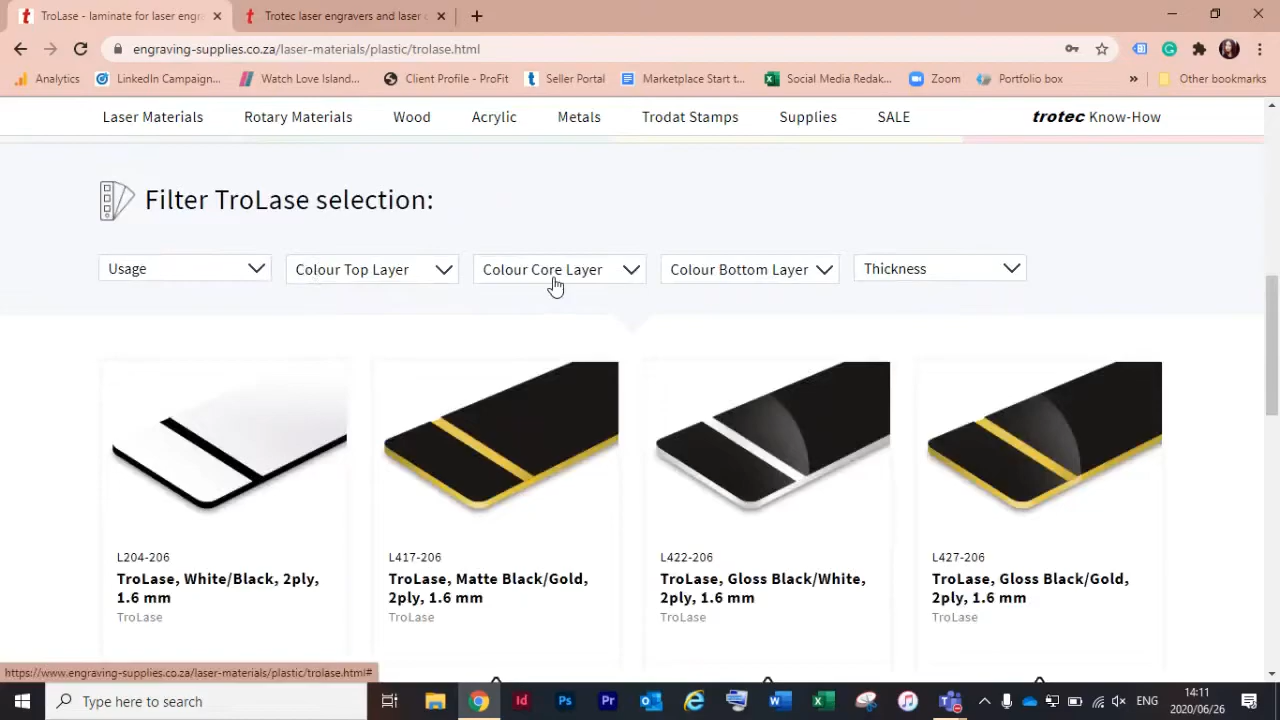 TroLase - laminate for laser engr
Trotec laser engravers and laser c
engraving-supplies.co.za/laser-materials/plastic/trolase.html
Analytics
LinkedIn Campaign...
Watch Love Island...
Client Profile - ProFit
Seller Portal
Marketplace Start t...
Social Media Redak...
Zoom
Portfolio box
»
Other bookmarks
Laser Materials
Rotary Materials
Wood
Acrylic
Metals
Trodat Stamps
Supplies
SALE
trotec Know-How
Filter TroLase selection:
Usage
Colour Top Layer
Colour Core Layer
Colour Bottom Layer
Thickness
L204-206
TroLase, White/Black, 2ply,
1.6 mm
TroLase
L417-206
TroLase, Matte Black/Gold,
2ply, 1.6 mm
TroLase
L422-206
TroLase, Gloss Black/White,
2ply, 1.6 mm
TroLase
L427-206
TroLase, Gloss Black/Gold,
2ply, 1.6 mm
TroLase
https://www.engraving-supplies.co.za/laser-materials/plastic/trolase.html#
Type here to search
Id
Ps
Pr
ENG
14:11
2020/06/26